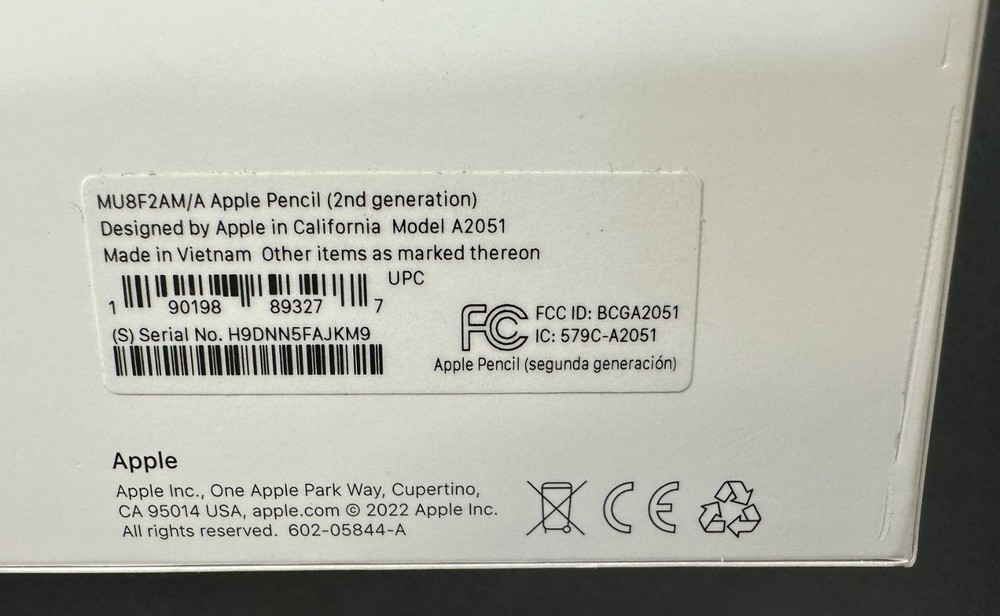 MU8F2AM/A Apple Pencil (2nd generation)
Designed by Apple in California Model A2051
Made in Vietnam Other items as marked thereon
UPC
1 90198 89327 7
(S) Serial No. H9DNN5FAJKM9
FC FCC ID: BCGA2051
IC: 579C-A2051
Apple Pencil (segunda generación)
Apple
Apple Inc., One Apple Park Way, Cupertino,
CA 95014 USA, apple.com © 2022 Apple Inc.
All rights reserved. 602-05844-A
CE